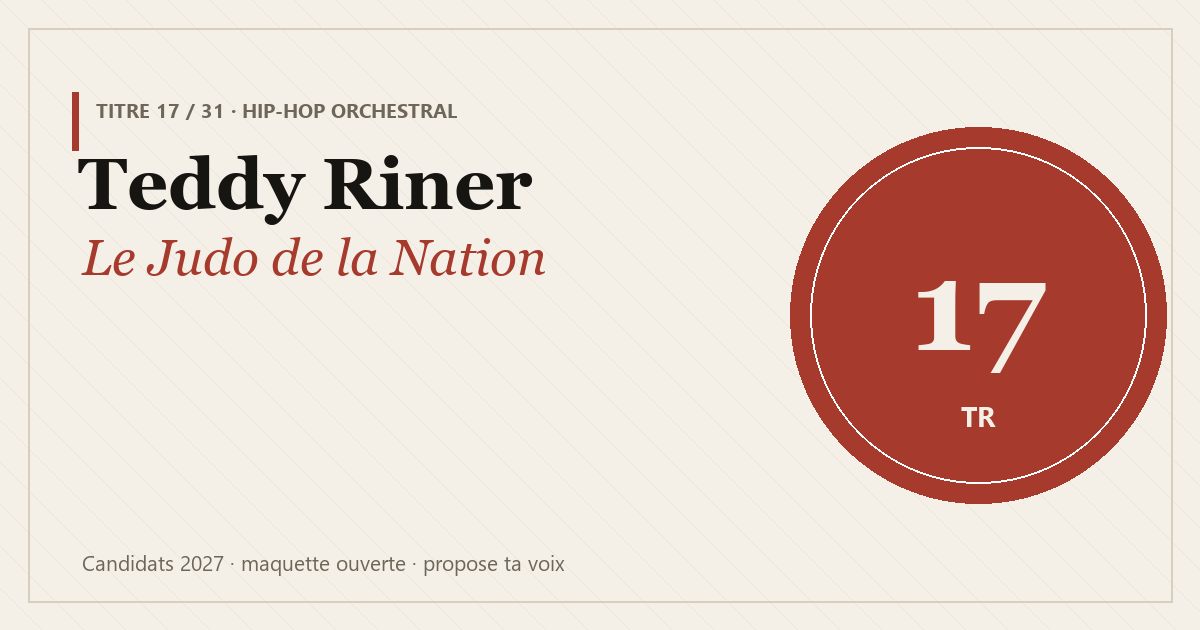 TITRE 17 / 31 · HIP-HOP ORCHESTRAL
Teddy Riner
Le Judo de la Nation
17
TR
Candidats 2027 · maquette ouverte · propose ta voix